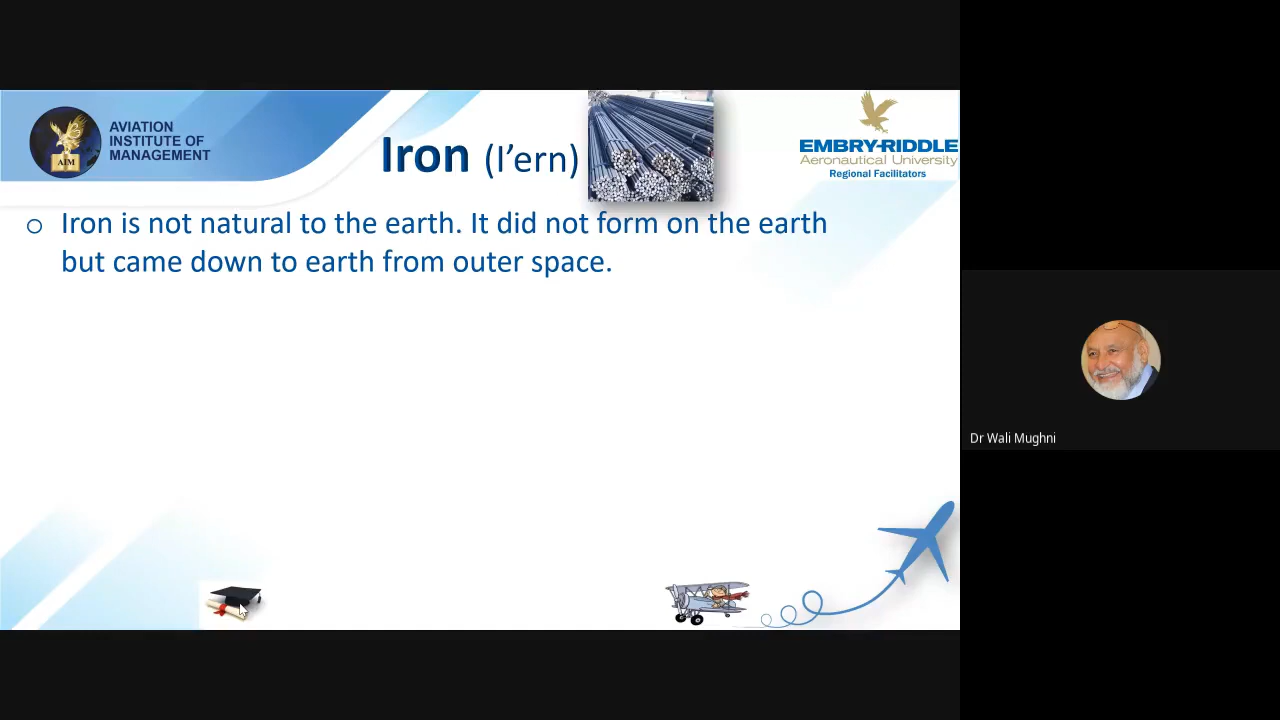 AVIATION
INSTITUTE OF
MANAGEMENT
AIM
Iron (I’ern)
EMBRY-RIDDLE
Aeronautical University
Regional Facilitators
o Iron is not natural to the earth. It did not form on the earth
but came down to earth from outer space.
Dr Wali Mughni